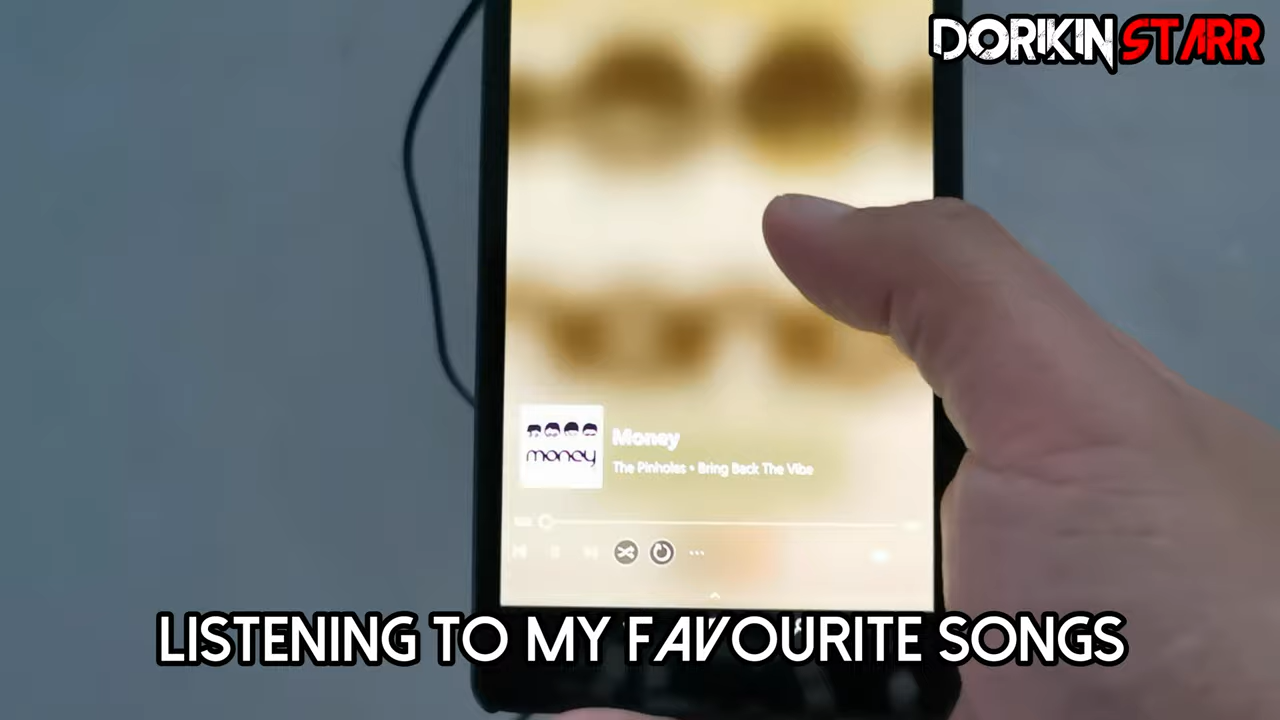 DORKINSTARR
money
Money
The Pinholes • Bring Back The Vibe
LISTENING TO MY FAVOURITE SONGS